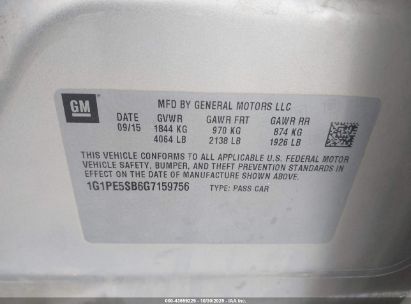 GM
MFD BY GENERAL MOTORS LLC
DATE GVWR GAWR FRT GAWR RR
09/15 1844 KG 970 KG 874 KG
4064 LB 2138 LB 1926 LB
THIS VEHICLE CONFORMS TO ALL APPLICABLE U.S. FEDERAL MOTOR
VEHICLE SAFETY, BUMPER, AND THEFT PREVENTION STANDARDS IN
EFFECT ON THE DATE OF MANUFACTURE SHOWN ABOVE.
1G1PE5SB6G7159756 TYPE: PASS CAR